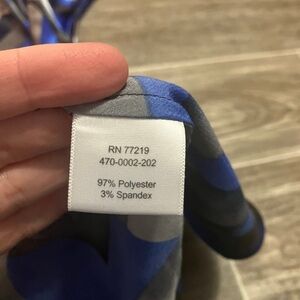 RN 77219
470-0002-202
97% Polyester
3% Spandex